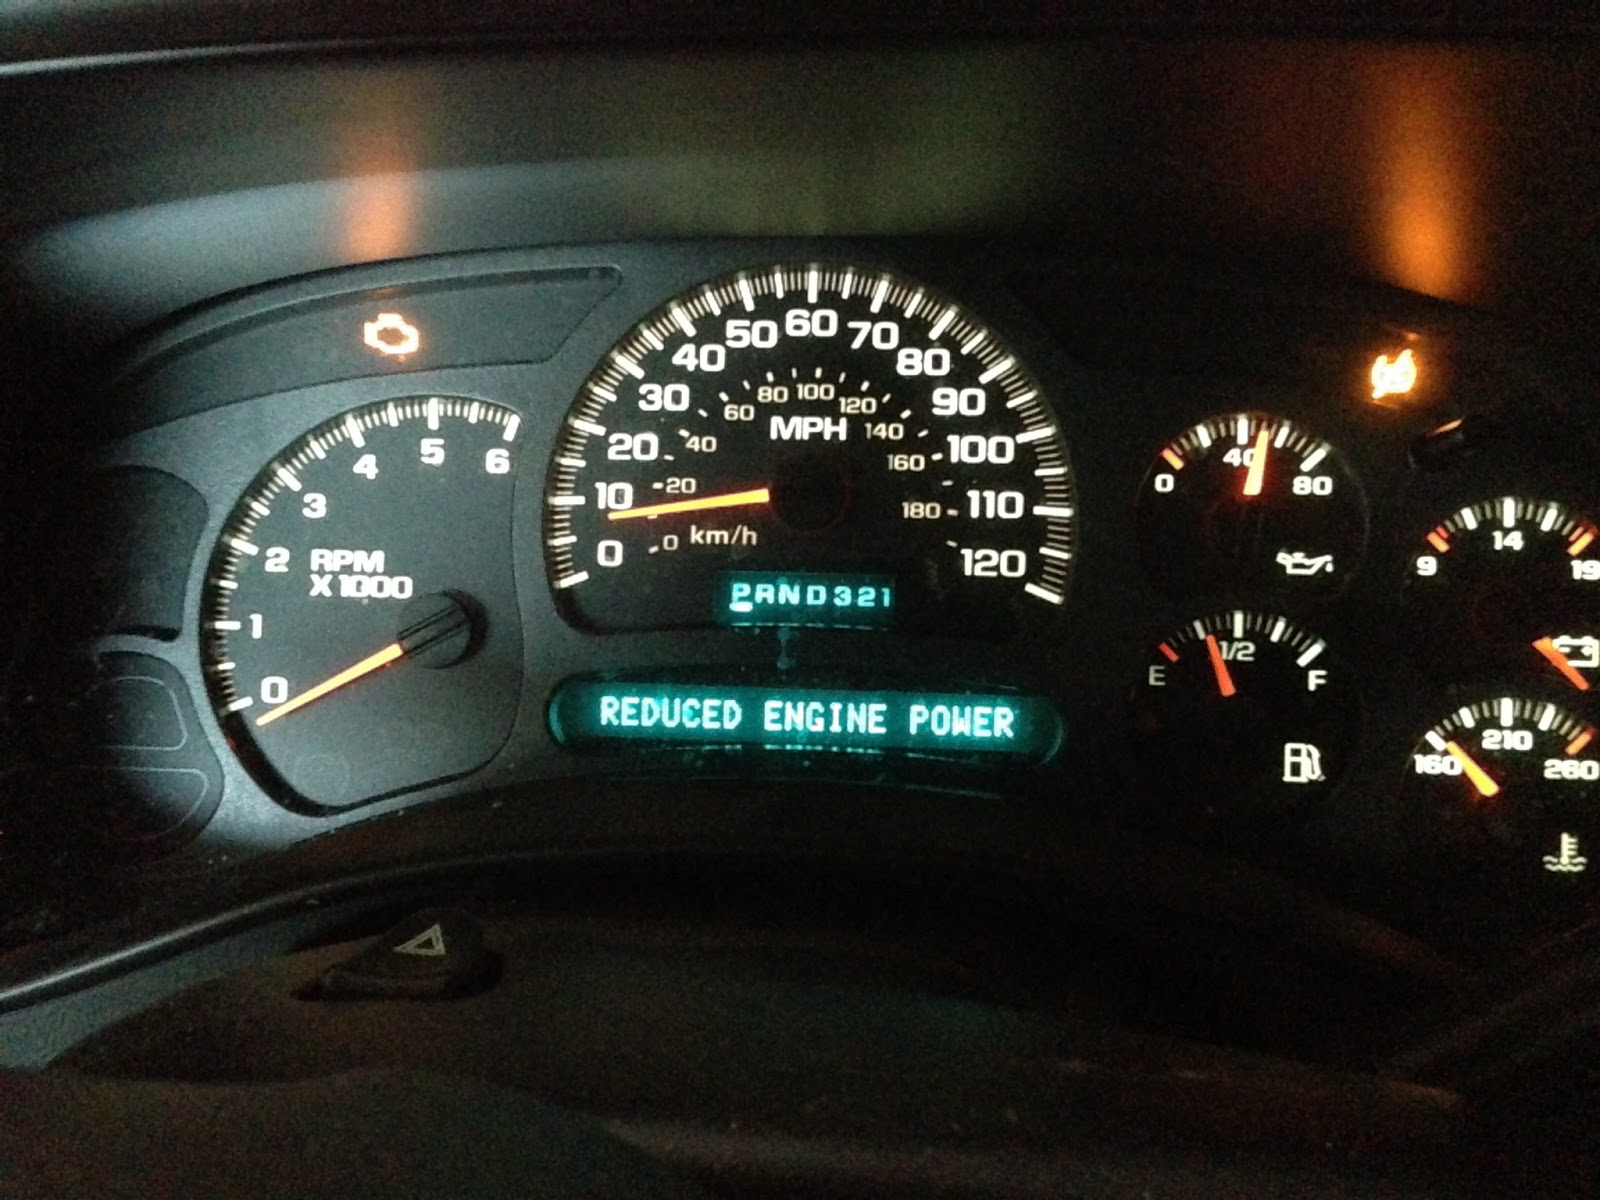 60
50 70
40 80
30 90
20 100
10 110
0 120
80 100 120
60 140
40 160
20 180
0 km/h
MPH
PRND321
REDUCED ENGINE POWER
0 1 2 3 4 5 6
RPM
X1000
0 40 80
E 1/2 F
9 14 19
160 210 260